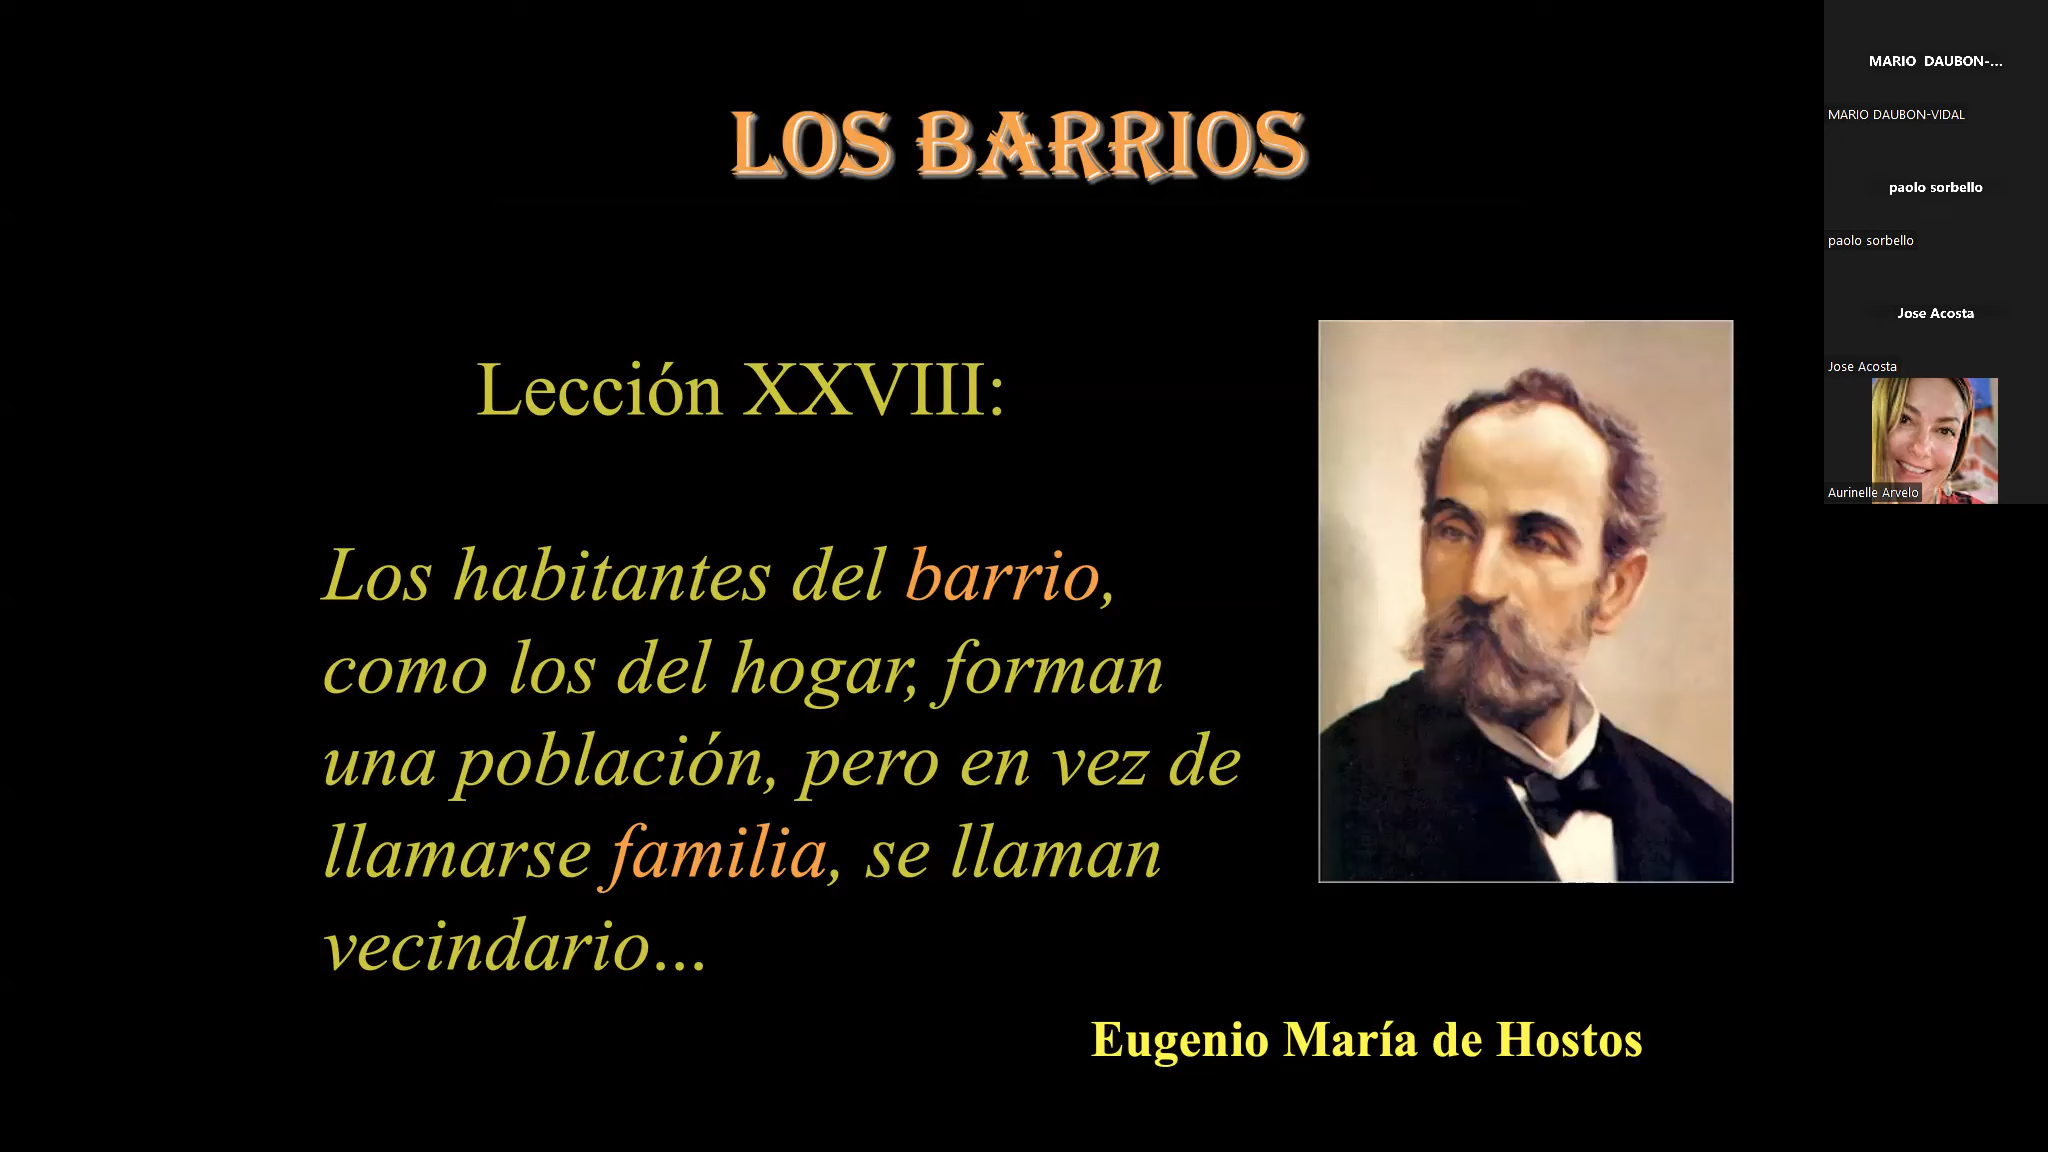 LOS BARRIOS
Lección XXVIII:
Los habitantes del barrio,
como los del hogar, forman
una población, pero en vez de
llamarse familia, se llaman
vecindario...
Eugenio María de Hostos
MARIO DAUBON-...
MARIO DAUBON-VIDAL
paolo sorbello
paolo sorbello
Jose Acosta
Jose Acosta
Aurinelle Arvelo